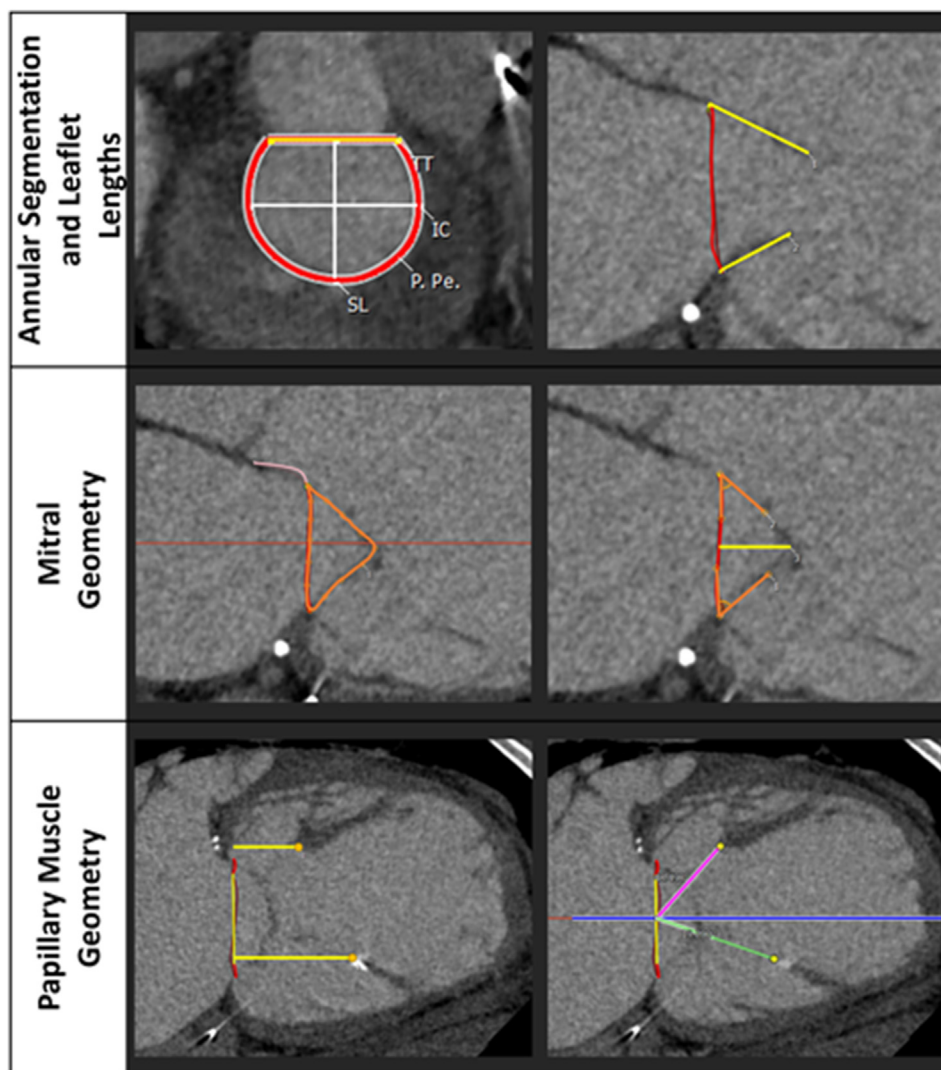 Annular Segmentation
and Leaflet
Lengths
TT
IC
P. Pe.
SL
Mitral
Geometry
Papillary Muscle
Geometry